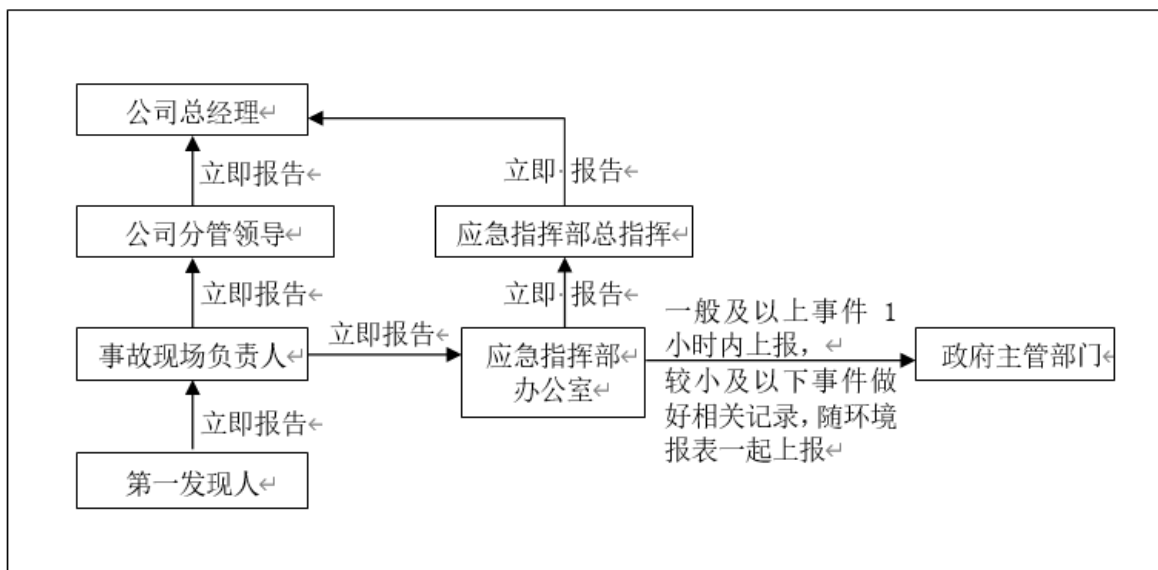 公司总经理
立即报告
立即 报告
公司分管领导
应急指挥部总指挥
立即报告
立即 报告
一般及以上事件 1
小时内上报，
立即报告
事故现场负责人
应急指挥部
办公室
政府主管部门
较小及以下事件做
好相关记录,随环境
报表一起上报
立即报告
第一发现人